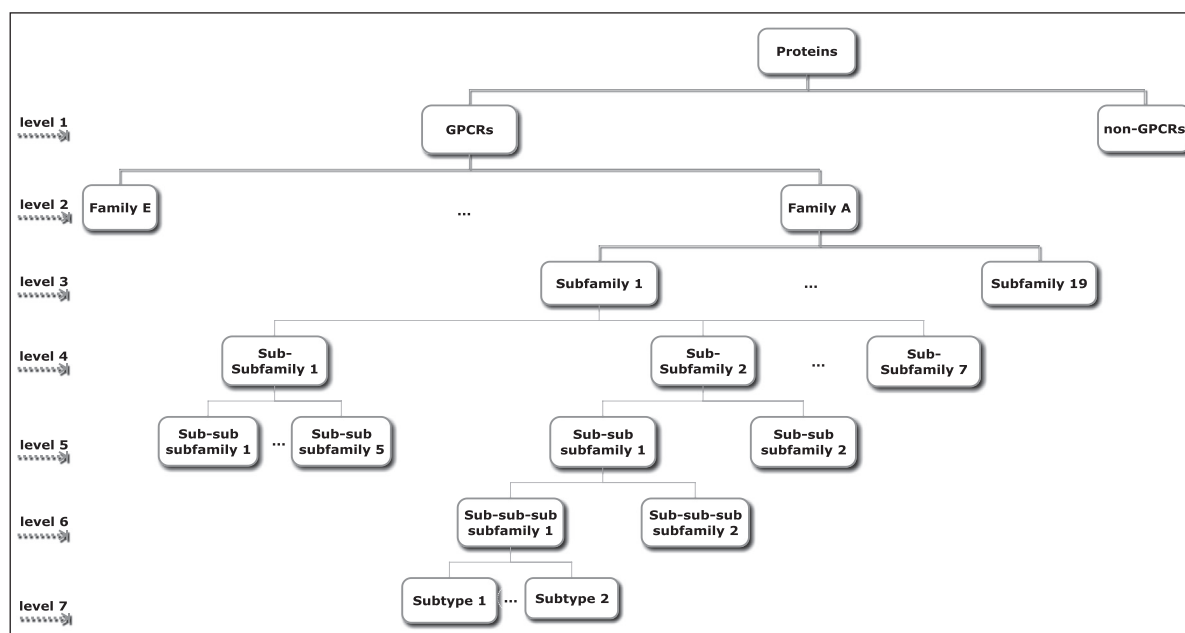 Proteins
level 1
GPCRs
non-GPCRs
level 2
Family E
...
Family A
level 3
Subfamily 1
...
Subfamily 19
level 4
Sub-
Subfamily 1
Sub-
Subfamily 2
...
Sub-
Subfamily 7
level 5
Sub-sub
subfamily 1
...
Sub-sub
subfamily 5
Sub-sub
subfamily 1
Sub-sub
subfamily 2
level 6
Sub-sub-sub
subfamily 1
Sub-sub-sub
subfamily 2
level 7
Subtype 1
...
Subtype 2